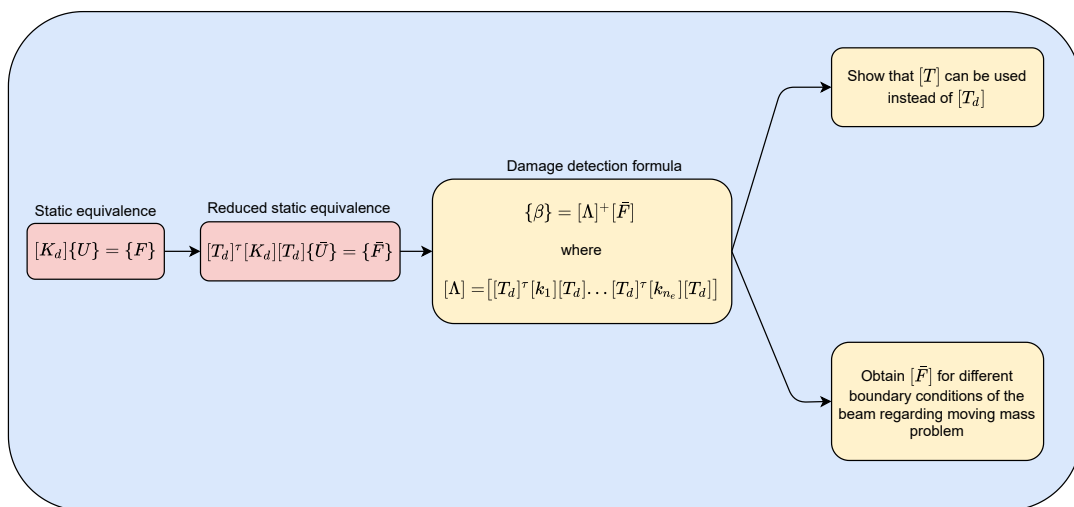 Static equivalence
[K_d]{U} = {F}
Reduced static equivalence
[T_d]^τ[K_d][T_d]{Ū} = {F̄}
Damage detection formula
{β} = [Λ]^+[F̄]
where
[Λ] =[[T_d]^τ[k_1][T_d]…[T_d]^τ[k_{n_e}][T_d]]
Show that [T] can be used
instead of [T_d]
Obtain [F̄] for different
boundary conditions of the
beam regarding moving mass
problem